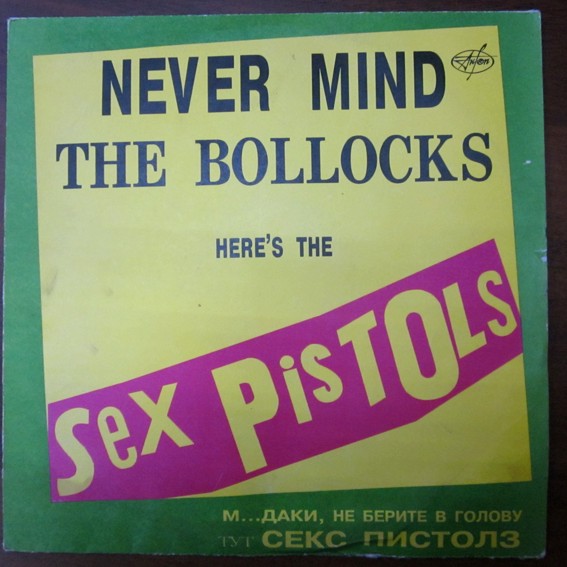 NEVER MIND
THE BOLLOCKS
HERE'S THE
Sex PisTOLs
М...ДАКИ, НЕ БЕРИТЕ В ГОЛОВУ
ТУТ СЕКС ПИСТОЛЗ